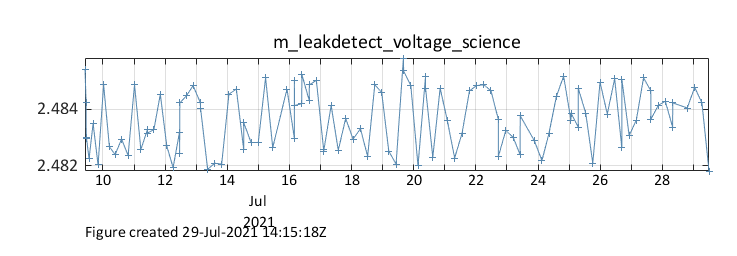 m_leakdetect_voltage_science
2.484
2.482
10 12 14 16 18 20 22 24 26 28
Jul
2021
Figure created 29-Jul-2021 14:15:18Z